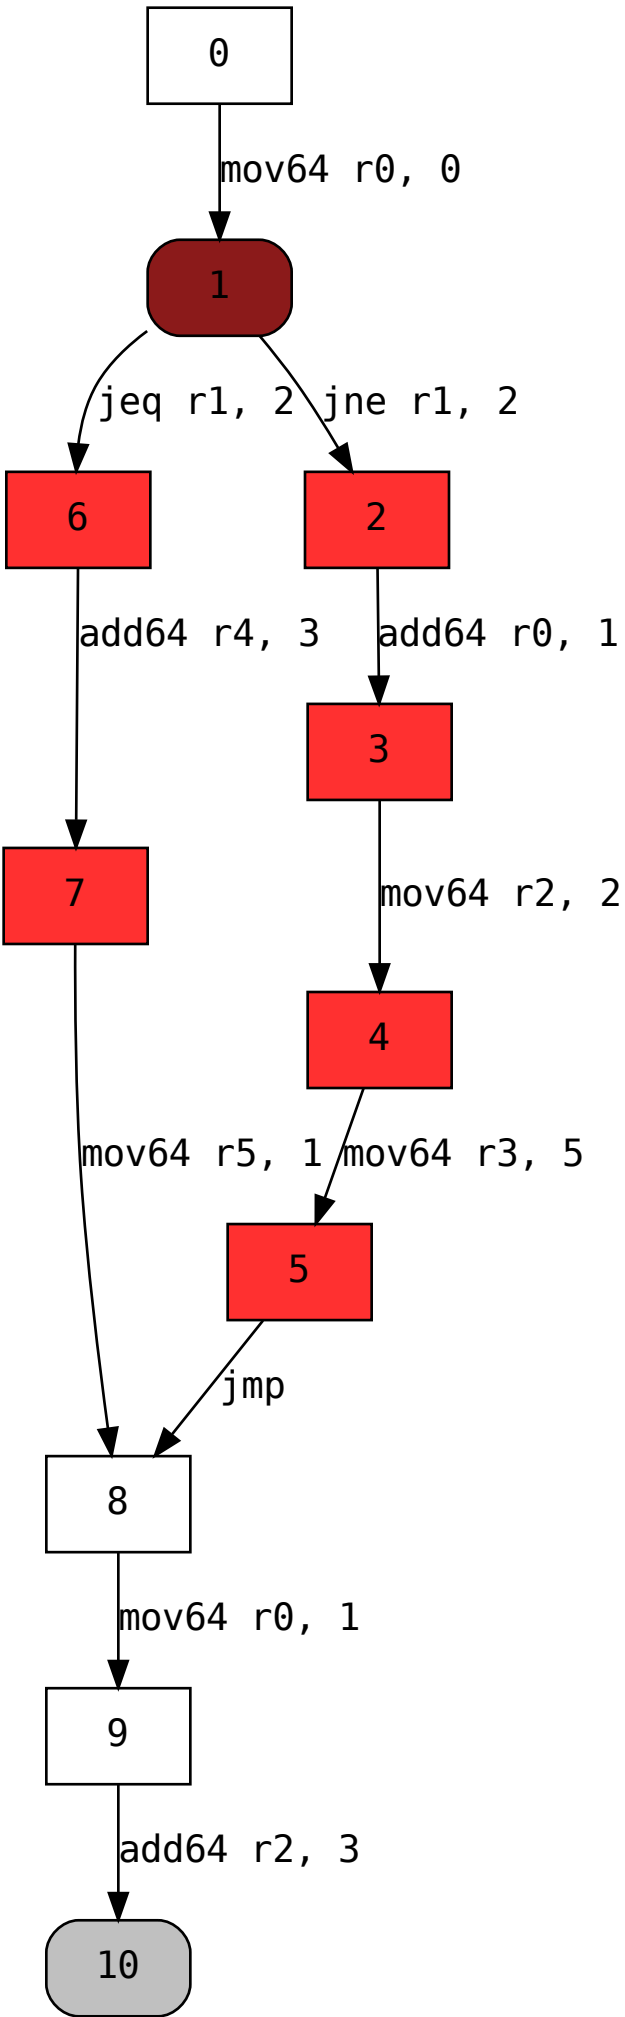 0
mov64 r0, 0
1
jeq r1, 2
jne r1, 2
6
2
add64 r4, 3
add64 r0, 1
3
7
mov64 r2, 2
4
mov64 r5, 1
mov64 r3, 5
5
jmp
8
mov64 r0, 1
9
add64 r2, 3
10